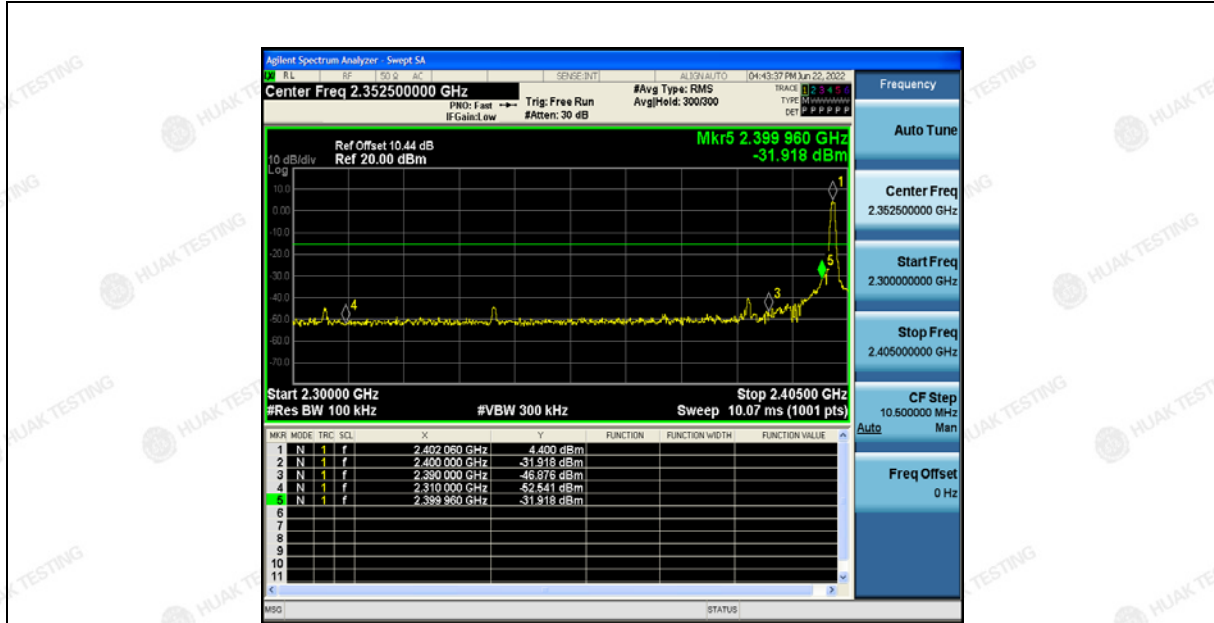 Agilent Spectrum Analyzer - Swept SA
RL RF 50 Ω AC SENSE:INT ALIGN AUTO 04:43:37 PM Jun 22, 2022
Center Freq 2.352500000 GHz
PNO: Fast
IFGain:Low
Trig: Free Run
#Atten: 30 dB
#Avg Type: RMS
Avg|Hold: 300/300
TRACE 1 2 3 4 5 6
TYPE M WWWWW
DET P P P P P P
Mkr5 2.399 960 GHz
-31.918 dBm
Ref Offset 10.44 dB
10 dB/div Ref 20.00 dBm
Log
10.0
0.00
-10.0
-20.0
-30.0
-40.0
-50.0
-60.0
-70.0
1
5
3
4
Start 2.30000 GHz Stop 2.40500 GHz
#Res BW 100 kHz #VBW 300 kHz Sweep 10.07 ms (1001 pts)
MKR MODE TRC SCL X Y FUNCTION FUNCTION WIDTH FUNCTION VALUE
1 N 1 f 2.402 060 GHz 4.400 dBm
2 N 1 f 2.400 000 GHz -31.918 dBm
3 N 1 f 2.390 000 GHz -46.876 dBm
4 N 1 f 2.310 000 GHz -52.541 dBm
5 N 1 f 2.399 960 GHz -31.918 dBm
6
7
8
9
10
11
MSG STATUS
Frequency
Auto Tune
Center Freq
2.352500000 GHz
Start Freq
2.300000000 GHz
Stop Freq
2.405000000 GHz
CF Step
10.500000 MHz
Auto Man
Freq Offset
0 Hz
HUAK TESTING
HUAK TESTING
HUAK TESTING
HUAK TESTING